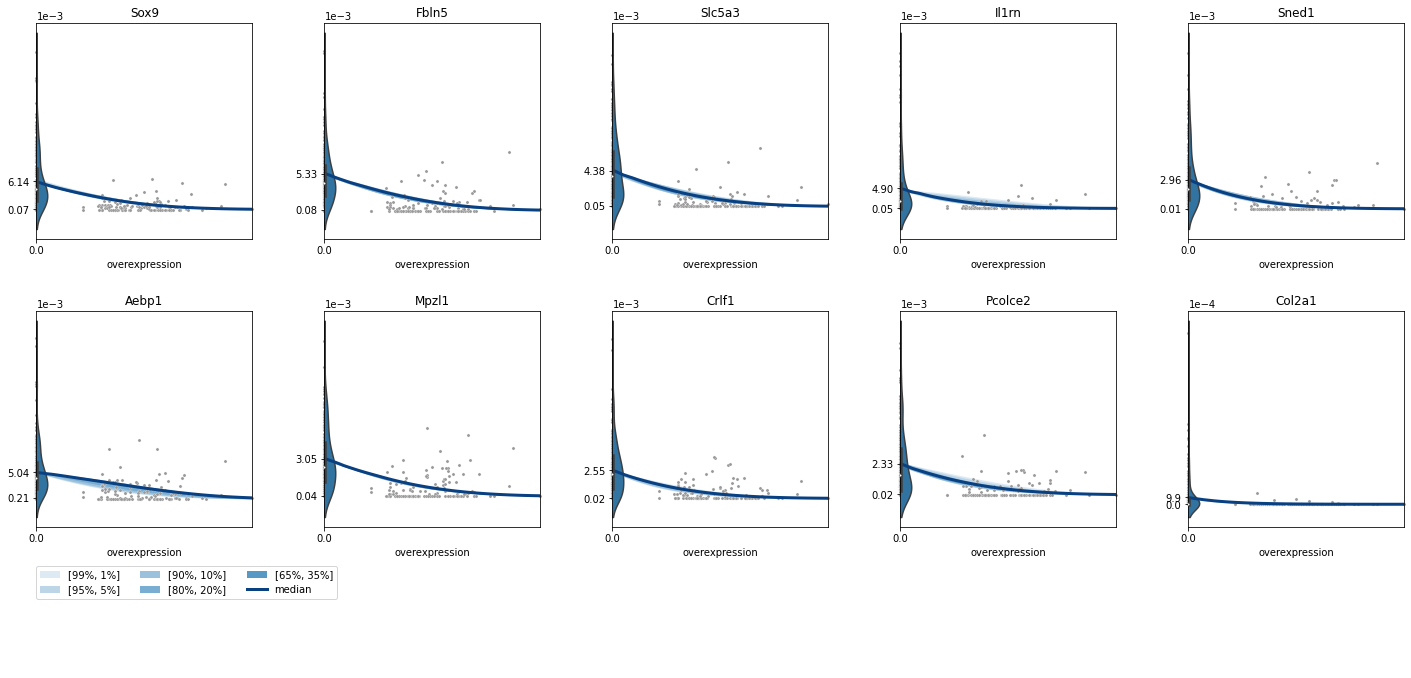 Sox9 Fbln5 Slc5a3 Il1rn Sned1
1e−3 1e−3 1e−3 1e−3 1e−3
6.14 5.33 4.38 4.90 2.96
0.07 0.08 0.05 0.05 0.01
0.0 0.0 0.0 0.0 0.0
overexpression overexpression overexpression overexpression overexpression
Aebp1 Mpzl1 Crlf1 Pcolce2 Col2a1
1e−3 1e−3 1e−3 1e−3 1e−4
5.04 3.05 2.55 2.33 9.9
0.21 0.04 0.02 0.02 0.0
0.0 0.0 0.0 0.0 0.0
overexpression overexpression overexpression overexpression overexpression
[99%, 1%] [90%, 10%] [65%, 35%]
[95%, 5%] [80%, 20%] median